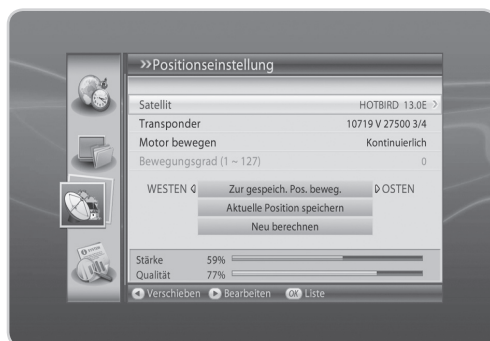 »Positionseinstellung
Satellit HOTBIRD 13.0E >
Transponder 10719 V 27500 3/4
Motor bewegen Kontinuierlich
Bewegungsgrad (1 ~ 127) 0
WESTEN Zur gespeich. Pos. beweg. OSTEN
Aktuelle Position speichern
Neu berechnen
Stärke 59%
Qualität 77%
Verschieben Bearbeiten OK Liste